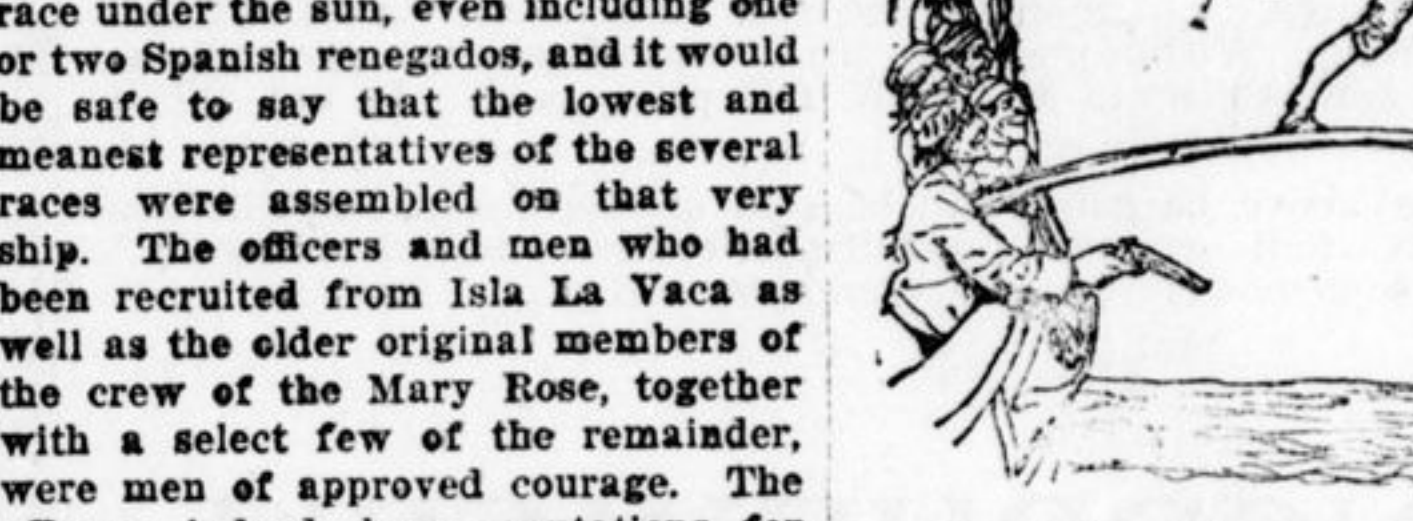 race under the sun, even including one
or two Spanish renegados, and it would
be safe to say that the lowest and
meanest representatives of the several
races were assembled on that very
ship. The officers and men who had
been recruited from Isla La Vaca as
well as the older original members of
the crew of the Mary Rose, together
with a select few of the remainder,
were men of approved courage. The